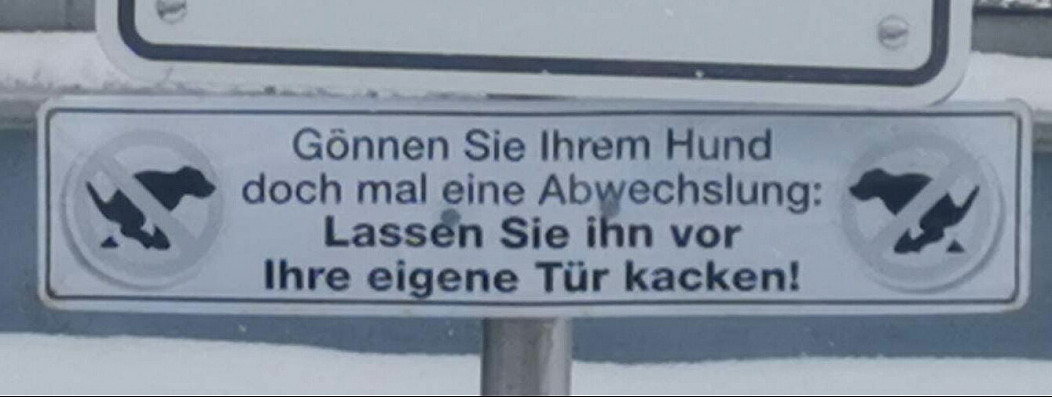 Gönnen Sie Ihrem Hund
doch mal eine Abwechslung:
Lassen Sie ihn vor
Ihre eigene Tür kacken!